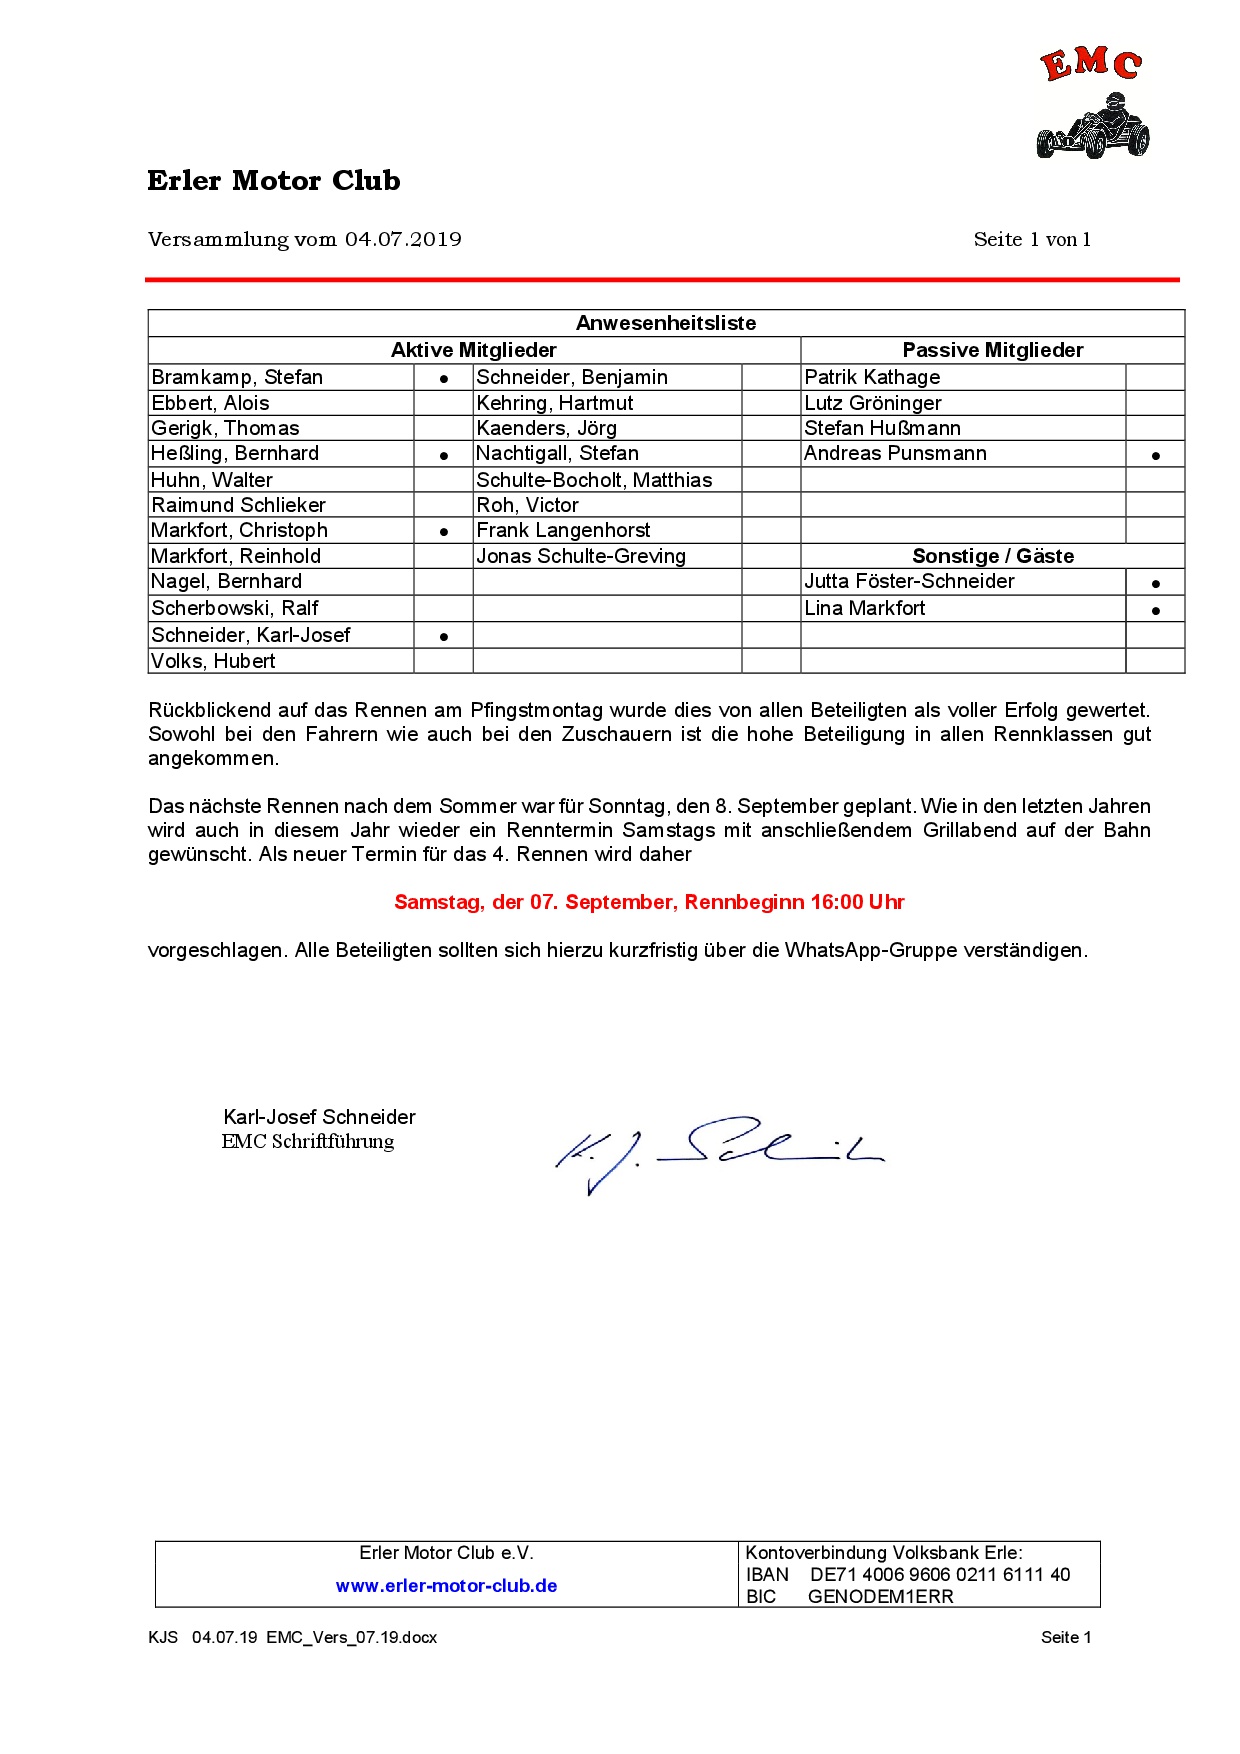 EMC
Erler Motor Club
Versammlung vom 04.07.2019 Seite 1 von 1
Anwesenheitsliste
Aktive Mitglieder Passive Mitglieder
Bramkamp, Stefan ● Schneider, Benjamin Patrik Kathage
Ebbert, Alois Kehring, Hartmut Lutz Gröninger
Gerigk, Thomas Kaenders, Jörg Stefan Hußmann
Heßling, Bernhard ● Nachtigall, Stefan Andreas Punsmann ●
Huhn, Walter Schulte-Bocholt, Matthias
Raimund Schlieker Roh, Victor
Markfort, Christoph ● Frank Langenhorst
Markfort, Reinhold Jonas Schulte-Greving Sonstige / Gäste
Nagel, Bernhard Jutta Föster-Schneider ●
Scherbowski, Ralf Lina Markfort ●
Schneider, Karl-Josef ●
Volks, Hubert
Rückblickend auf das Rennen am Pfingstmontag wurde dies von allen Beteiligten als voller Erfolg gewertet.
Sowohl bei den Fahrern wie auch bei den Zuschauern ist die hohe Beteiligung in allen Rennklassen gut
angekommen.
Das nächste Rennen nach dem Sommer war für Sonntag, den 8. September geplant. Wie in den letzten Jahren
wird auch in diesem Jahr wieder ein Renntermin Samstags mit anschließendem Grillabend auf der Bahn
gewünscht. Als neuer Termin für das 4. Rennen wird daher
Samstag, der 07. September, Rennbeginn 16:00 Uhr
vorgeschlagen. Alle Beteiligten sollten sich hierzu kurzfristig über die WhatsApp-Gruppe verständigen.
Karl-Josef Schneider
EMC Schriftführung
K. J. Schneider
Erler Motor Club e.V.
www.erler-motor-club.de
Kontoverbindung Volksbank Erle:
IBAN DE71 4006 9606 0211 6111 40
BIC GENODEM1ERR
KJS 04.07.19 EMC_Vers_07.19.docx Seite 1